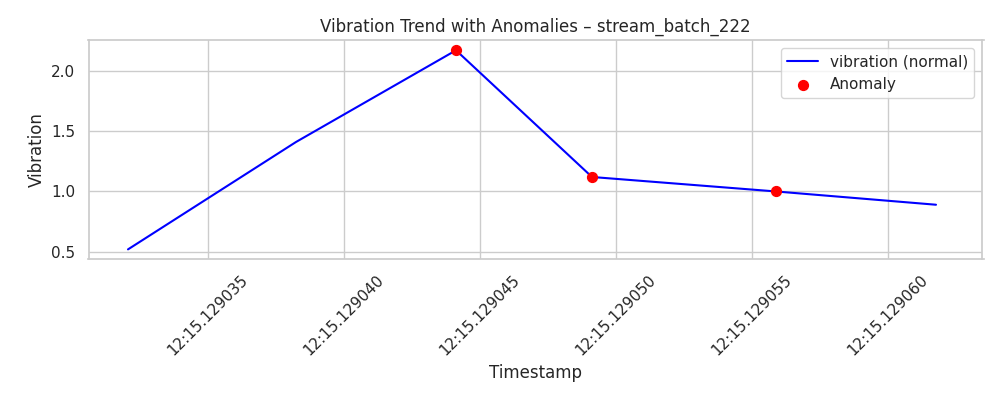 Vibration Trend with Anomalies – stream_batch_222
vibration (normal)
Anomaly
Vibration
2.0
1.5
1.0
0.5
12:15.129035
12:15.129040
12:15.129045
12:15.129050
12:15.129055
12:15.129060
Timestamp